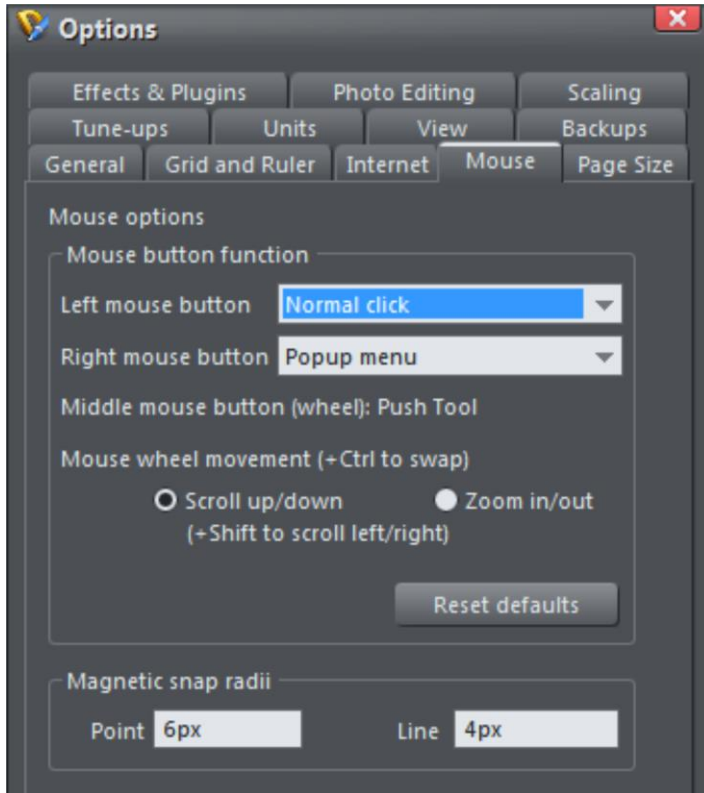 Options
Effects & Plugins Photo Editing Scaling
Tune-ups Units View Backups
General Grid and Ruler Internet Mouse Page Size
Mouse options
Mouse button function
Left mouse button Normal click
Right mouse button Popup menu
Middle mouse button (wheel): Push Tool
Mouse wheel movement (+Ctrl to swap)
Scroll up/down Zoom in/out
(+Shift to scroll left/right)
Reset defaults
Magnetic snap radii
Point 6px Line 4px